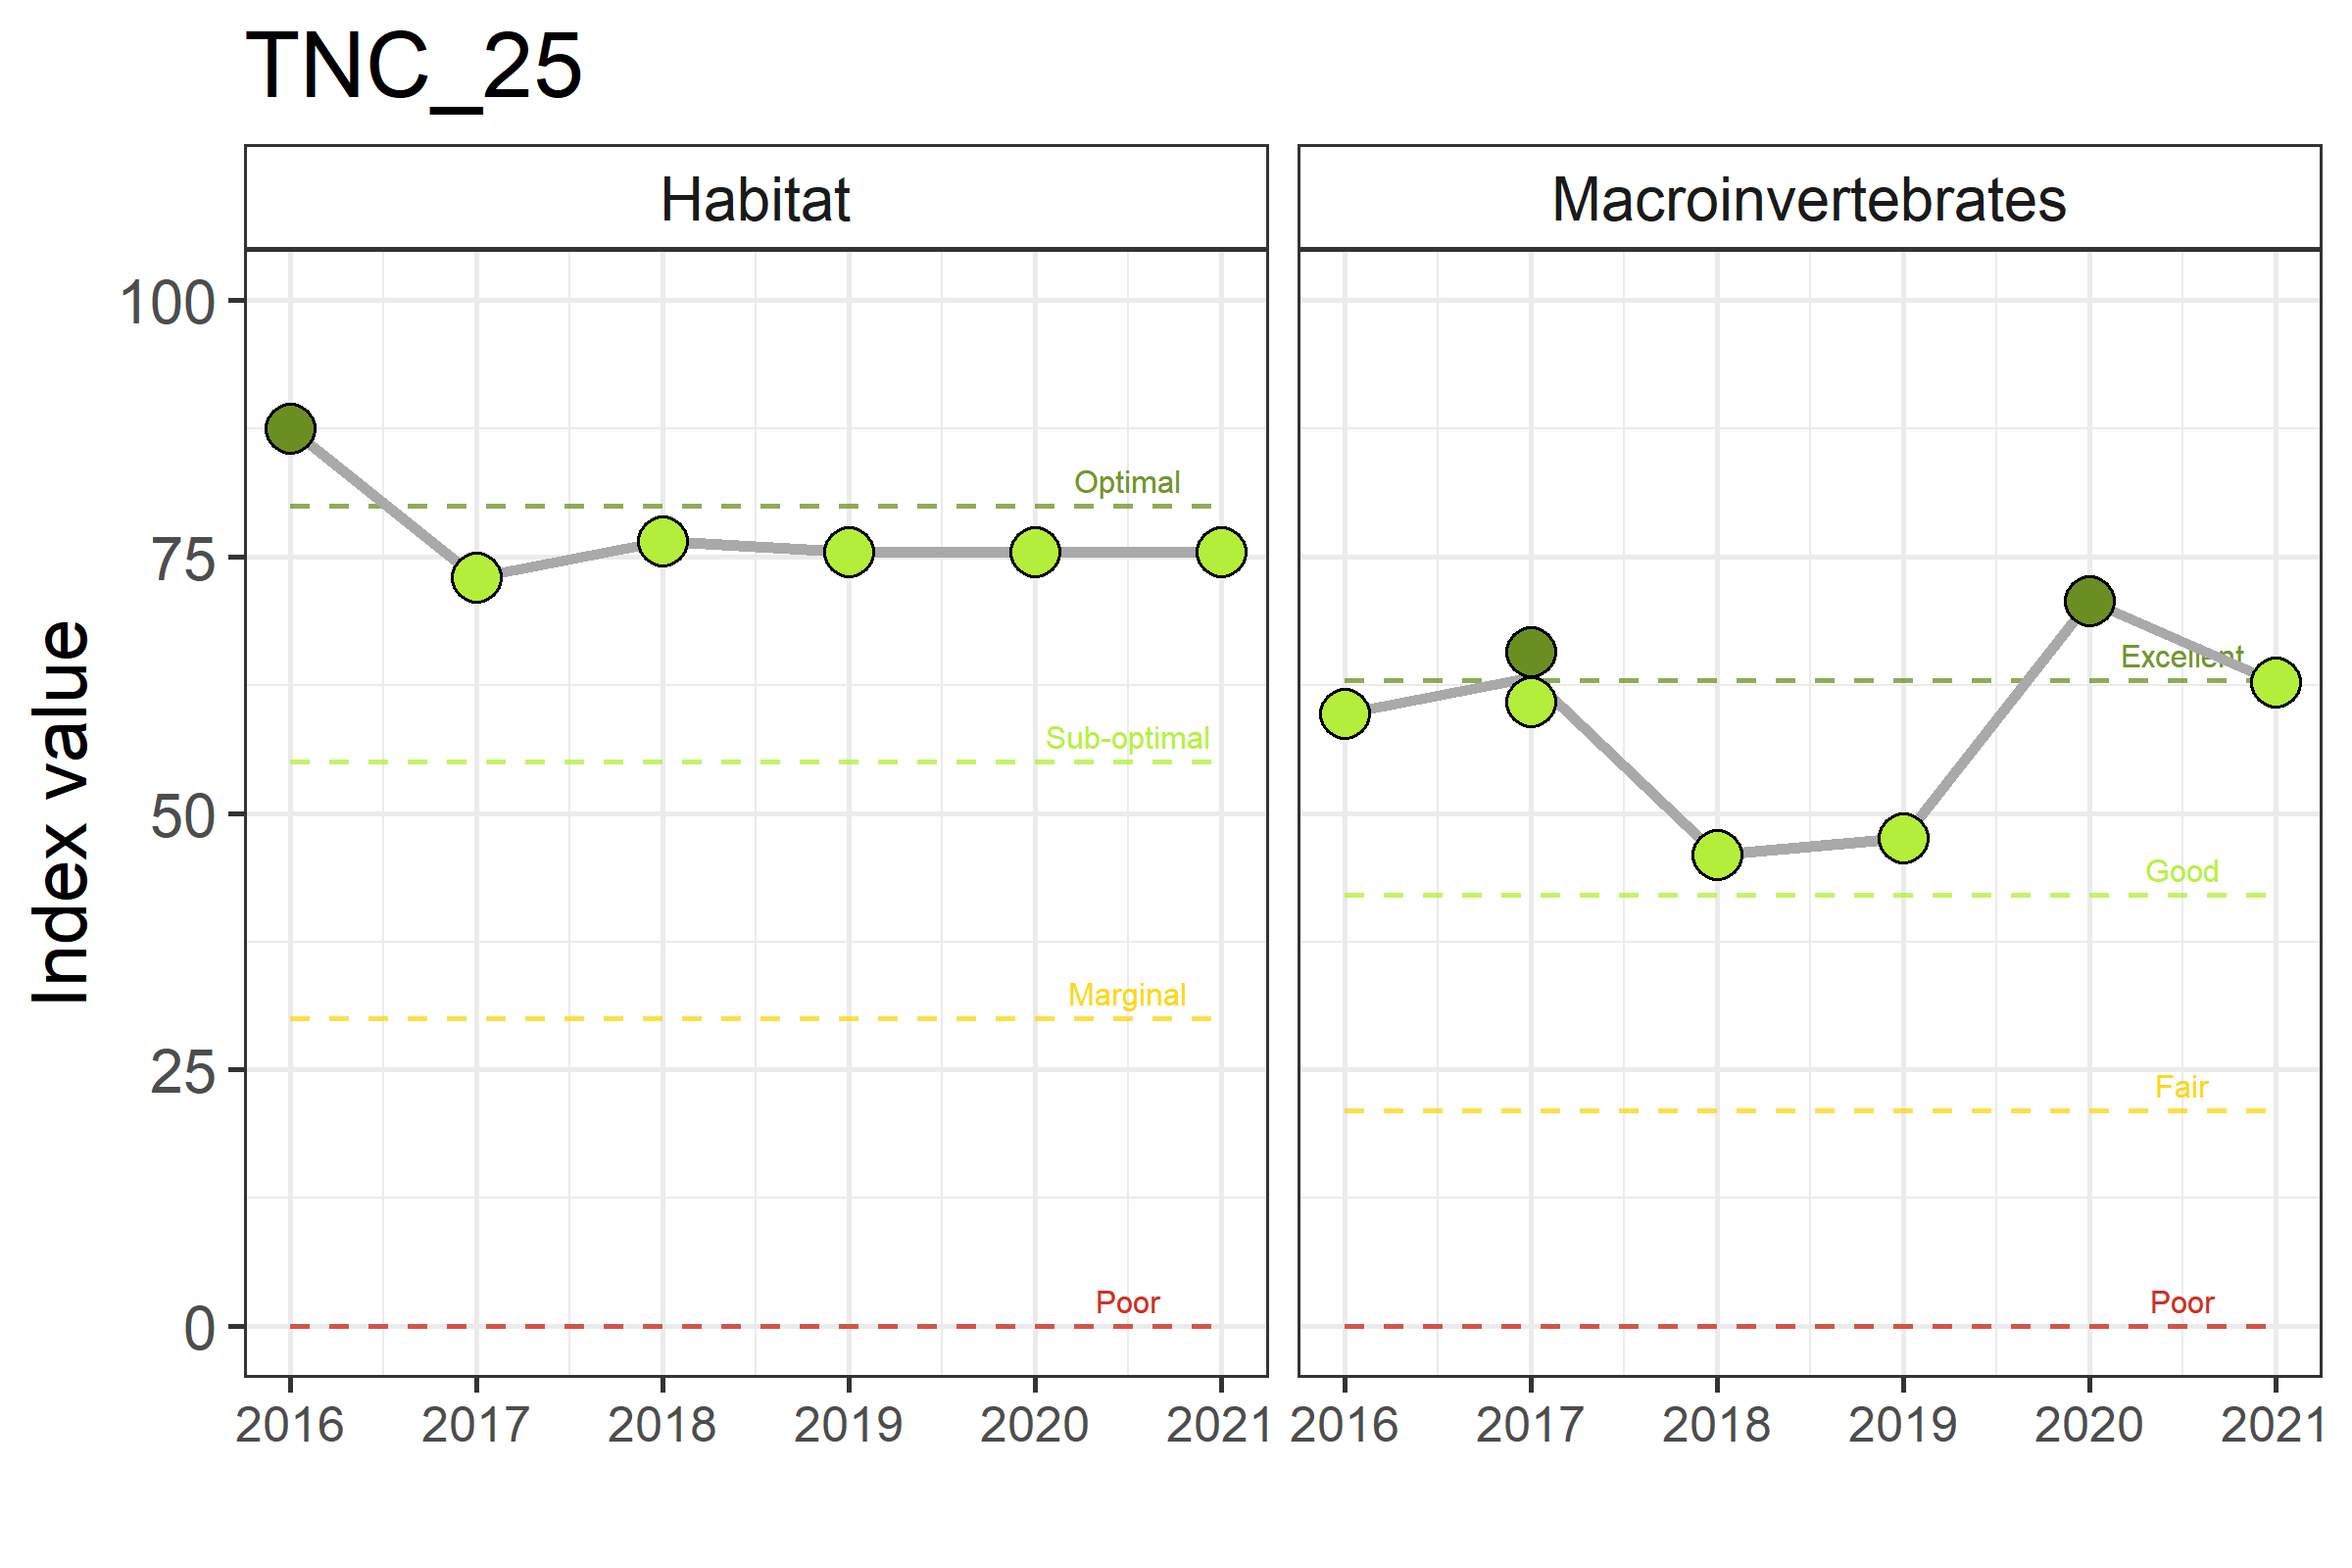 TNC_25
Habitat
Macroinvertebrates
Index value
100
75
50
25
0
Optimal
Sub-optimal
Marginal
Poor
Excellent
Good
Fair
Poor
2016 2017 2018 2019 2020 2021
2016 2017 2018 2019 2020 2021